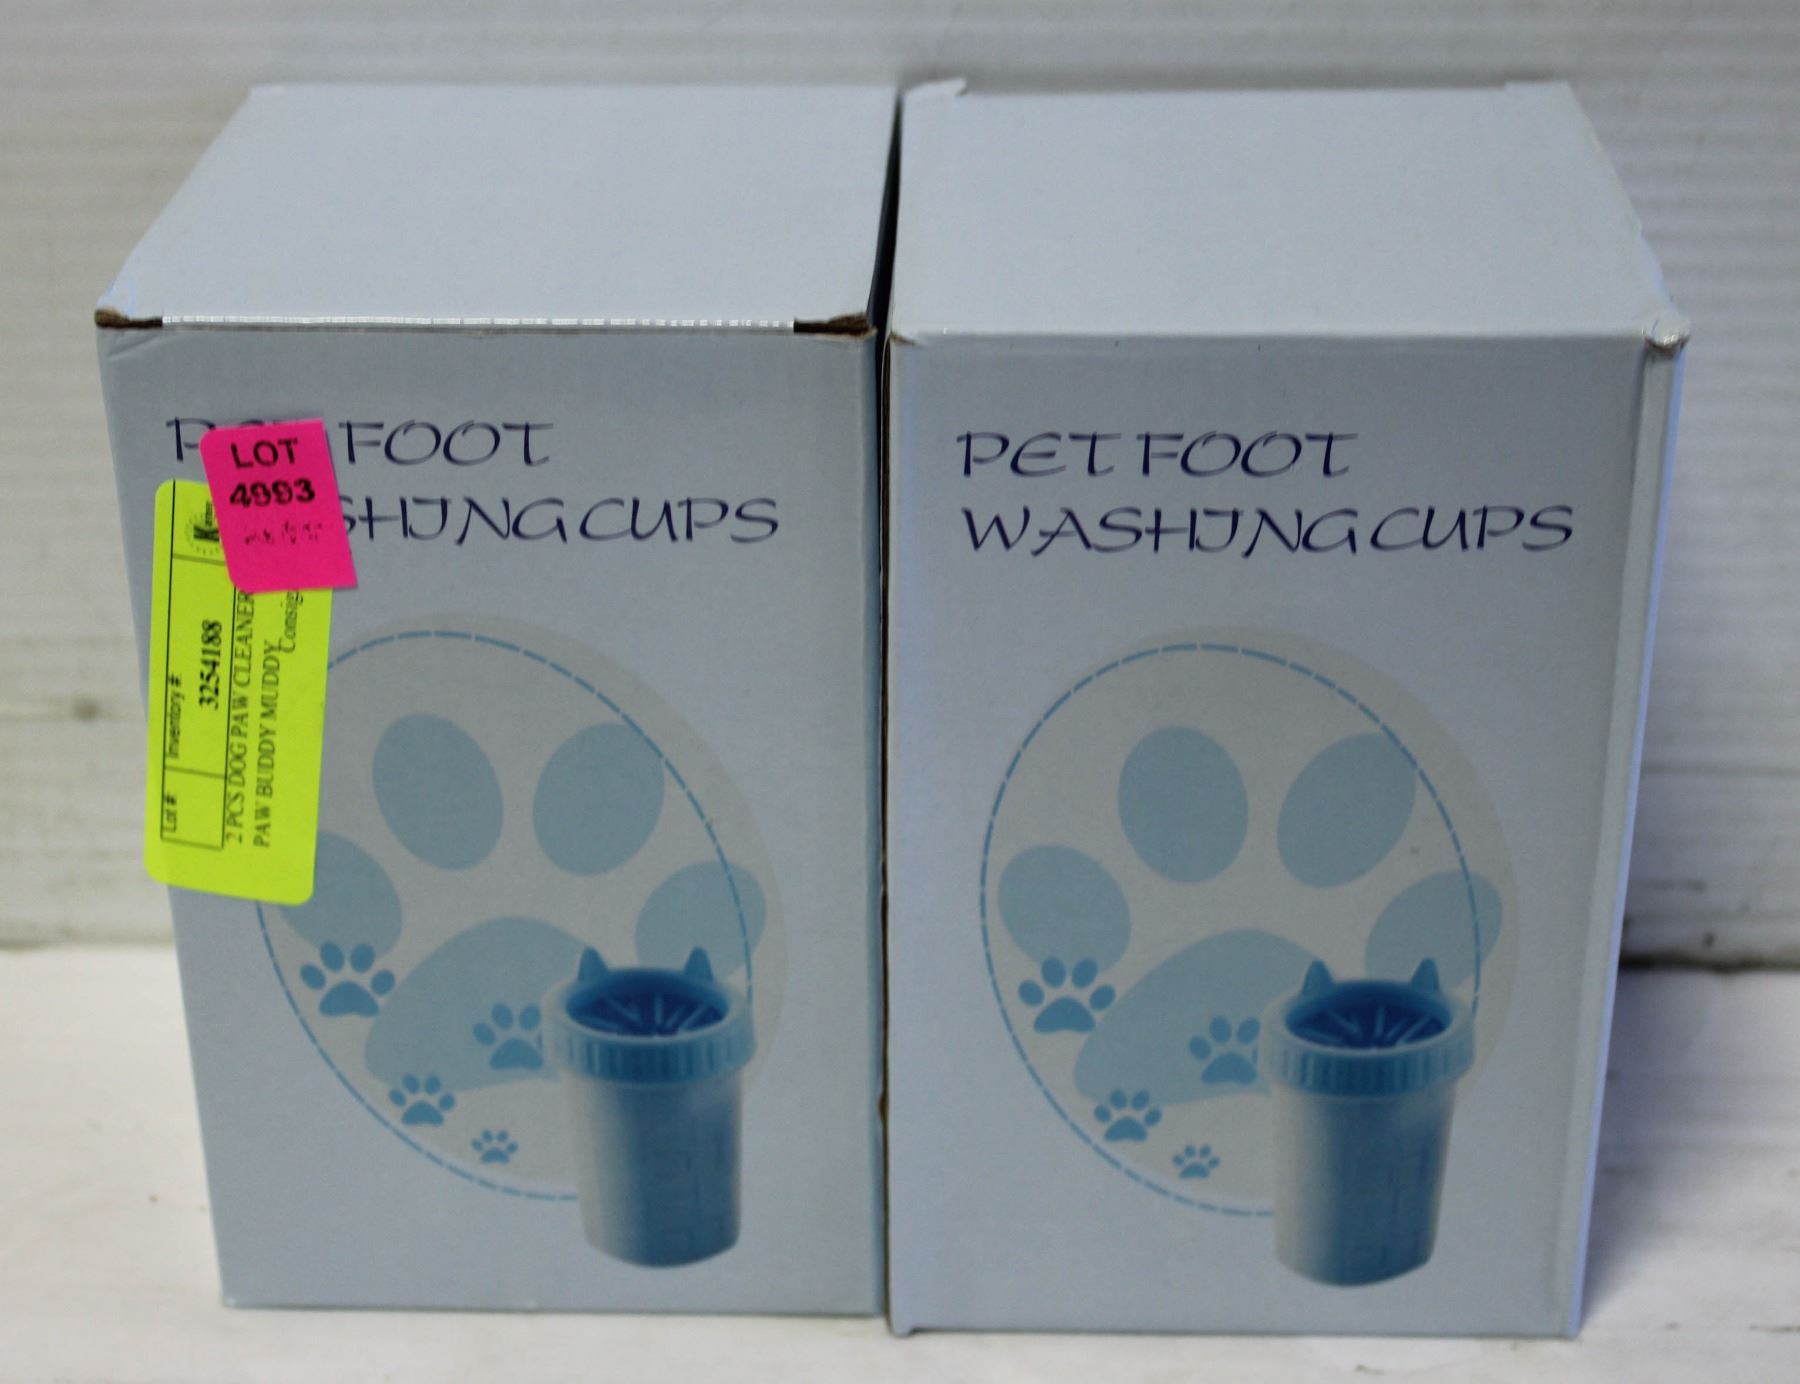 FOOT
CUPS
LOT
4993
Lot #:
Inventory #:
3254188
2 PCS DOG PAW CLEANER
PAW BUDDY MUDDY
PET FOOT
WASHING CUPS